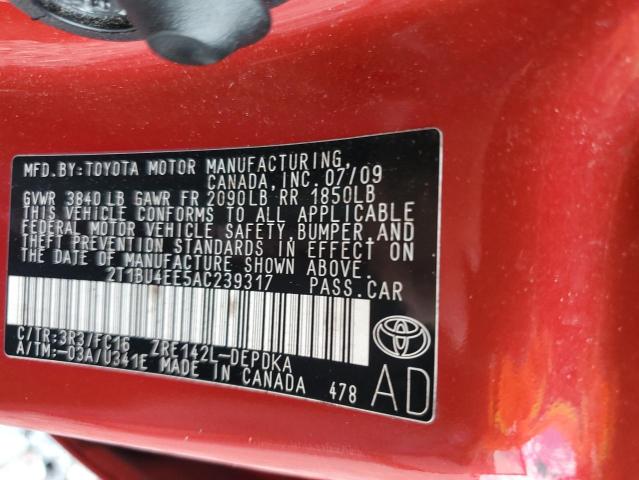 MFD.BY:TOYOTA MOTOR MANUFACTURING,
CANADA,INC. 07/09
GVWR 3840 LB GAWR FR 2090LB RR 1850LB
THIS VEHICLE CONFORMS TO ALL APPLICABLE
FEDERAL MOTOR VEHICLE SAFETY,BUMPER,AND
THEFT PREVENTION STANDARDS IN EFFECT ON
THE DATE OF MANUFACTURE SHOWN ABOVE.
2T1BU4EE5AC239317 PASS.CAR
C/TR:3R3/FC16 ZRE142L-DEPDKA
A/TM:-03A/U341E MADE IN CANADA
478 AD